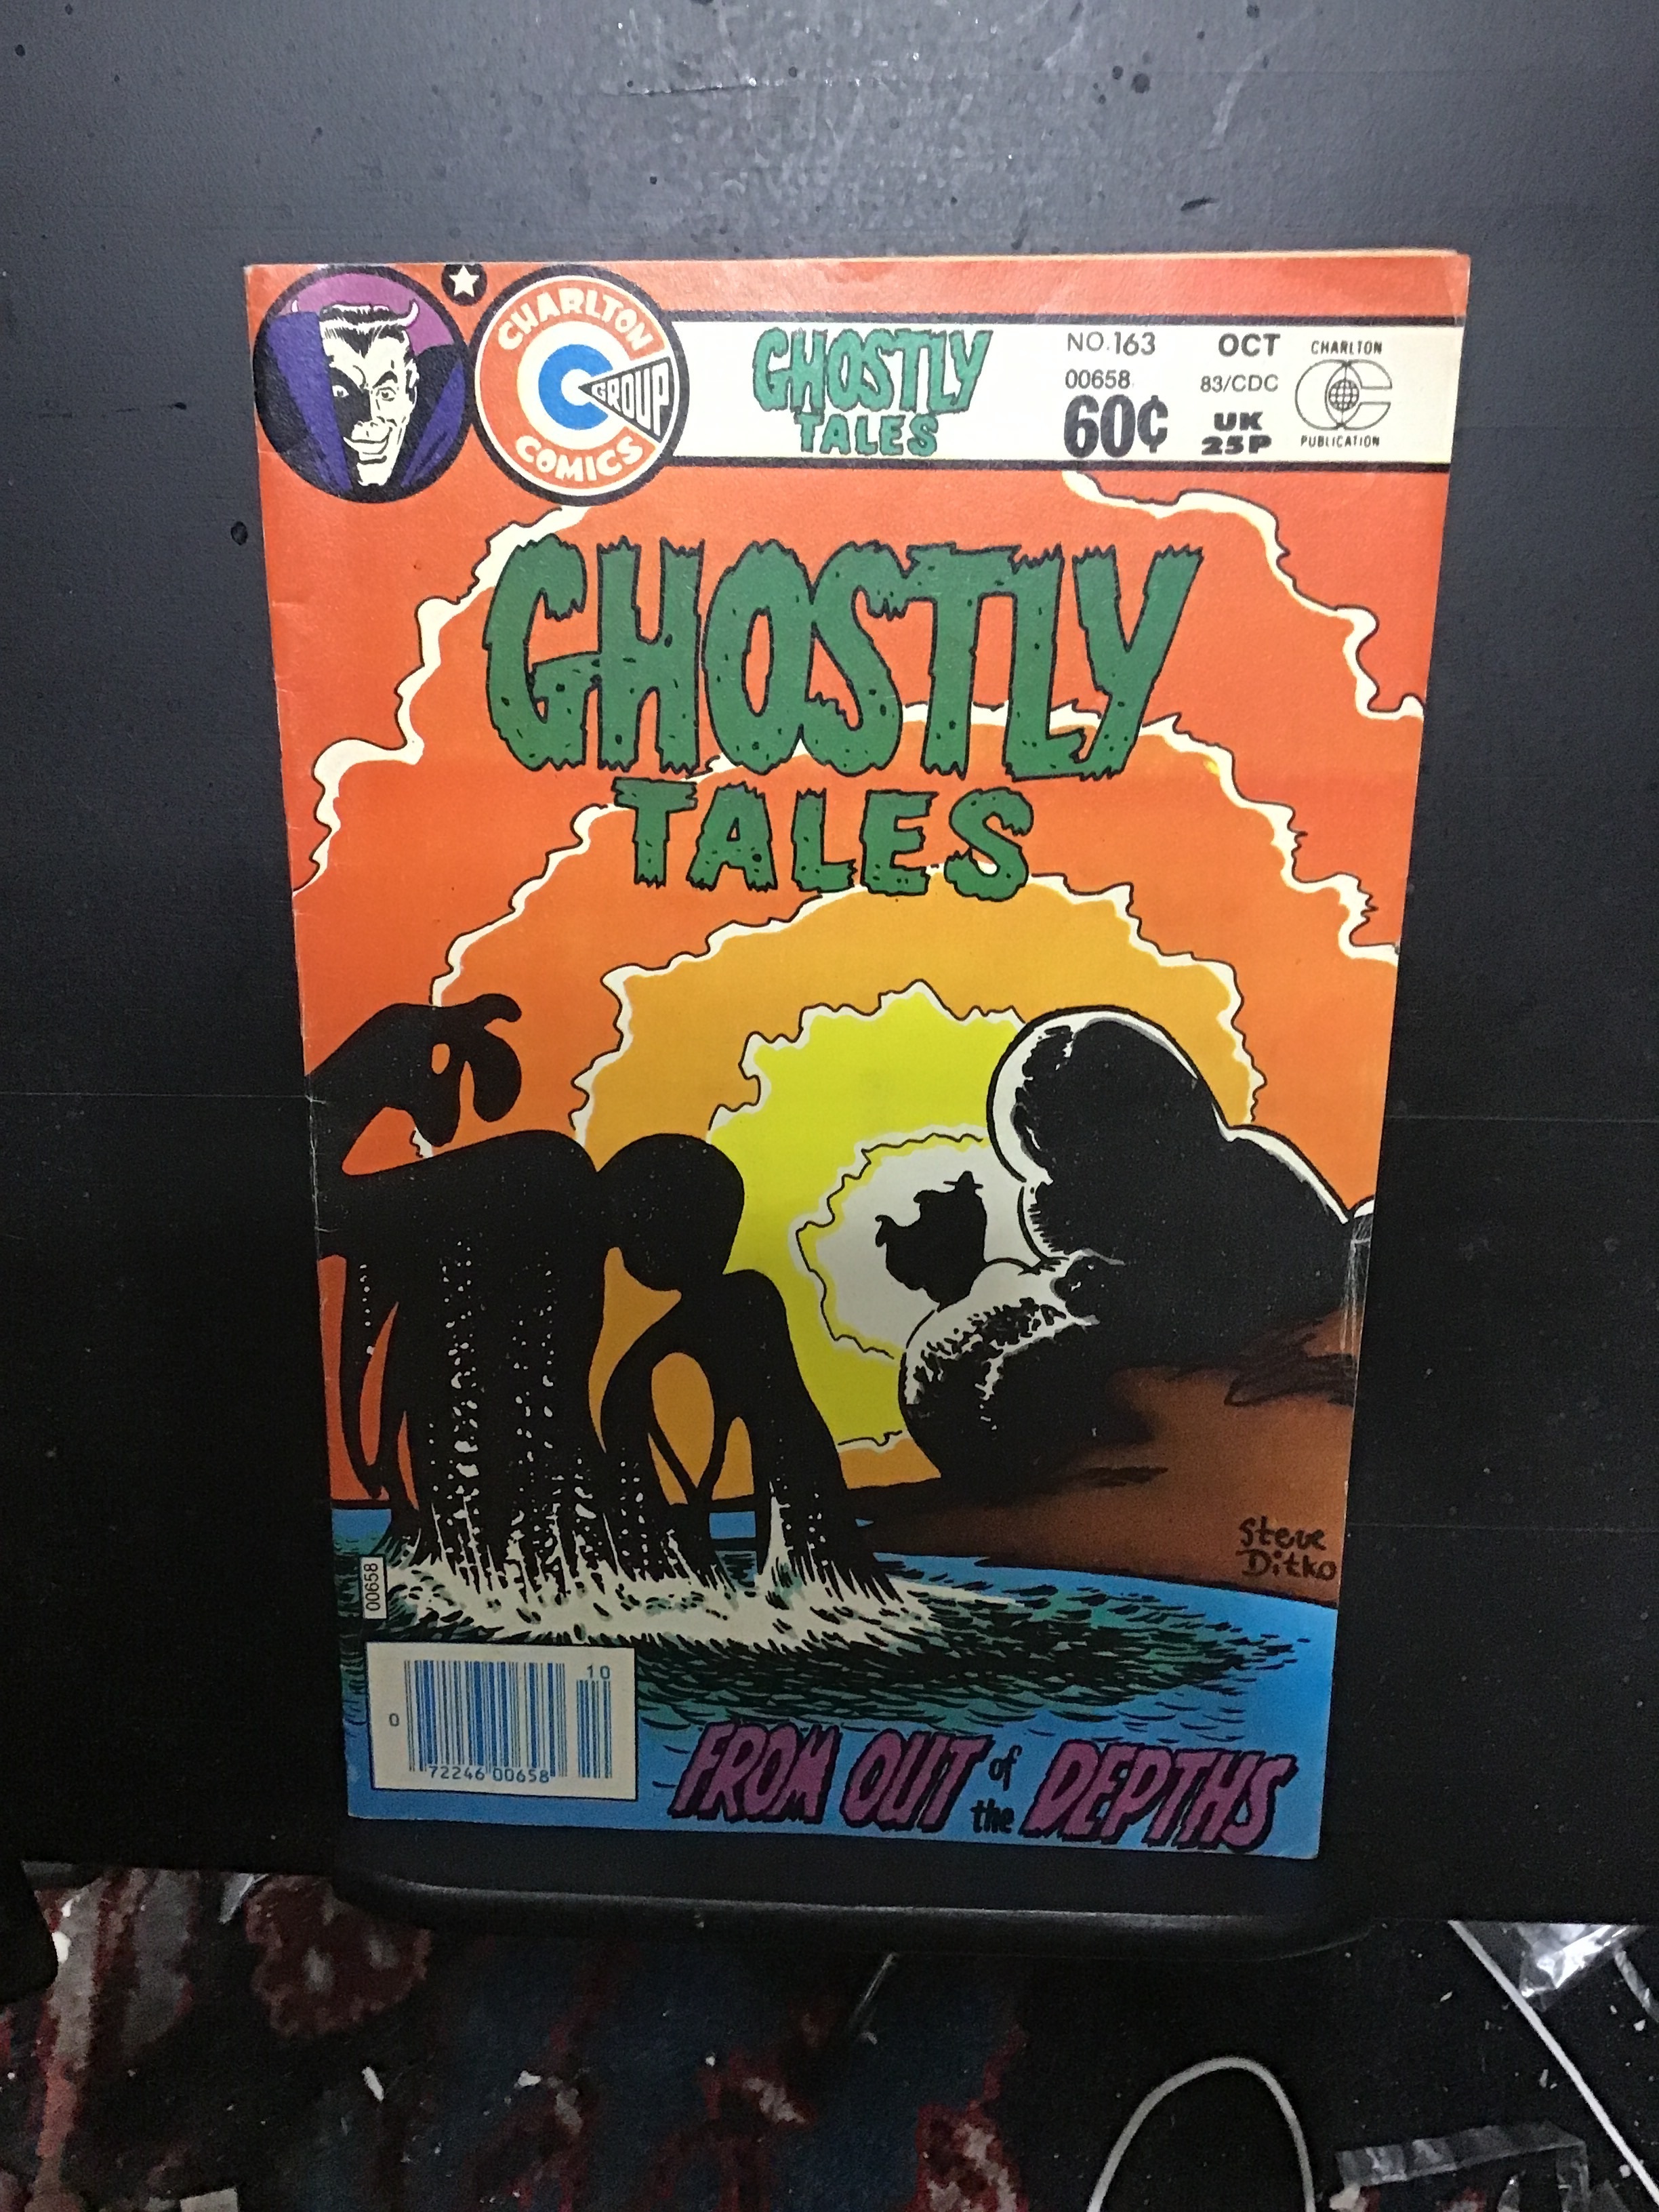 CHARLTON
COMICS
GROUP
GHOSTLY
TALES
NO.163
00658
60¢
OCT
83/CDC
UK
25P
CHARLTON
PUBLICATION
GHOSTLY
TALES
Steve
Ditko
00658
10
0
72246 00658
FROM OUT of the DEPTHS